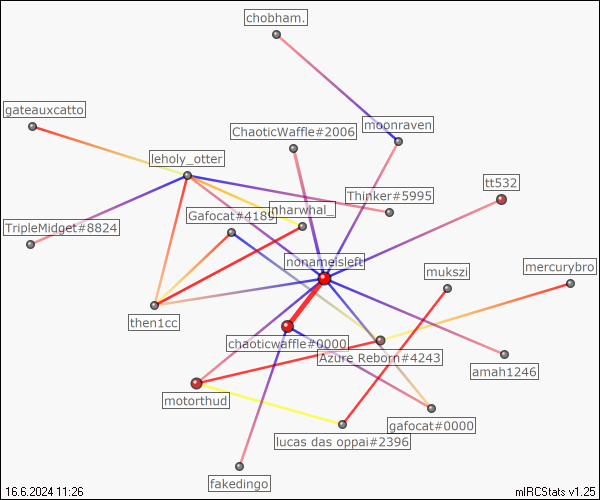 chobham.
gateauxcatto
ChaoticWaffle#2006
moonraven
leholy_otter
tt532
Thinker#5995
Gafocat#4189
nharwhal_
TripleMidget#8824
nonameisleft
mukszi
mercurybro
then1cc
chaoticwaffle#0000
Azure Reborn#4243
amah1246
motorthud
gafocat#0000
lucas das oppai#2396
fakedingo
16.6.2024 11:26
mIRCStats v1.25